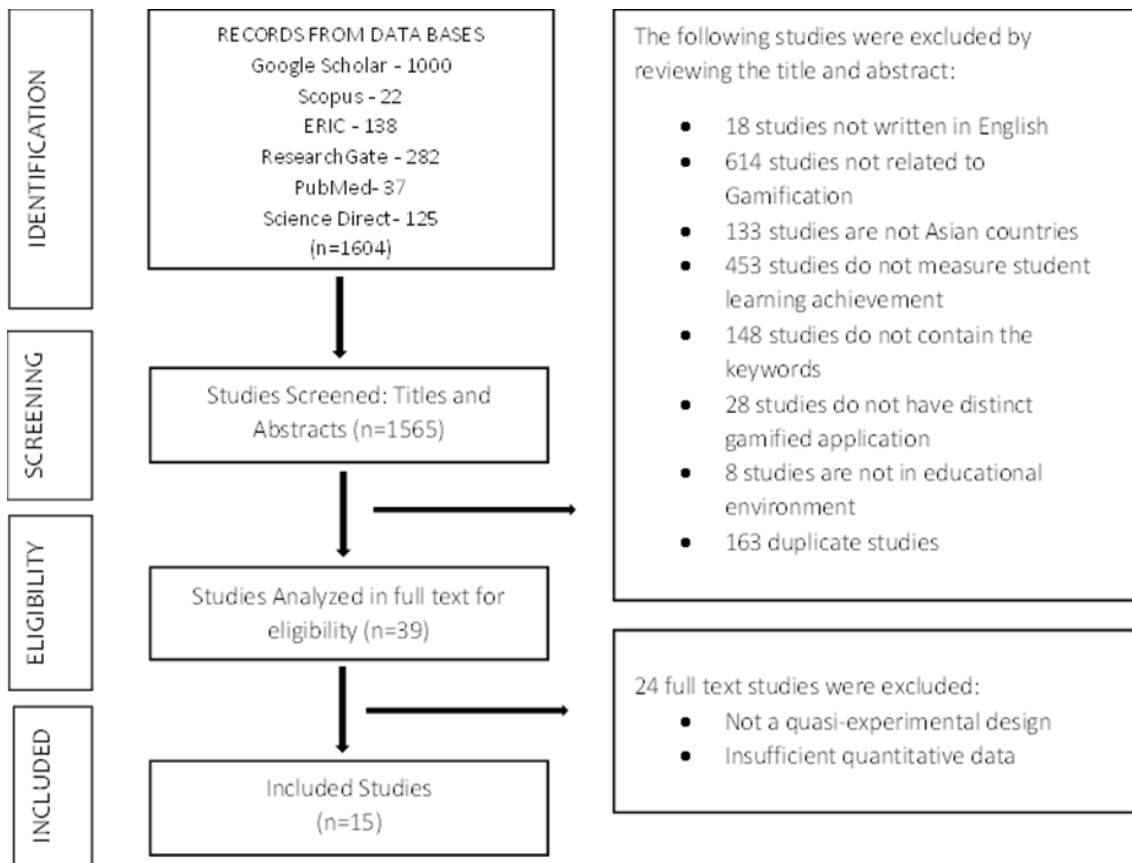 IDENTIFICATION
RECORDS FROM DATA BASES
Google Scholar - 1000
Scopus - 22
ERIC - 138
ResearchGate - 282
PubMed- 37
Science Direct- 125
(n=1604)
The following studies were excluded by
reviewing the title and abstract:
● 18 studies not written in English
● 614 studies not related to
Gamification
● 133 studies are not Asian countries
● 453 studies do not measure student
learning achievement
● 148 studies do not contain the
keywords
● 28 studies do not have distinct
gamified application
● 8 studies are not in educational
environment
● 163 duplicate studies
SCREENING
Studies Screened: Titles and
Abstracts (n=1565)
ELIGIBILITY
Studies Analyzed in full text for
eligibility (n=39)
24 full text studies were excluded:
● Not a quasi-experimental design
● Insufficient quantitative data
INCLUDED
Included Studies
(n=15)